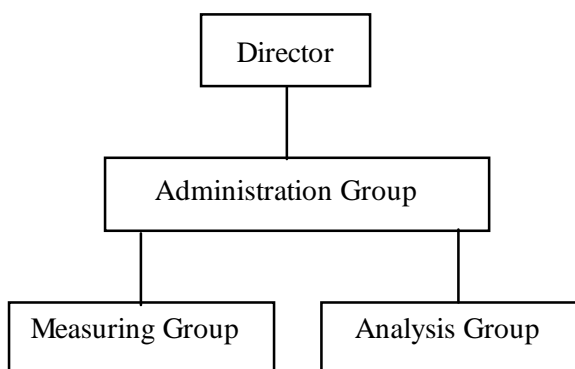 Director
Administration Group
Measuring Group
Analysis Group